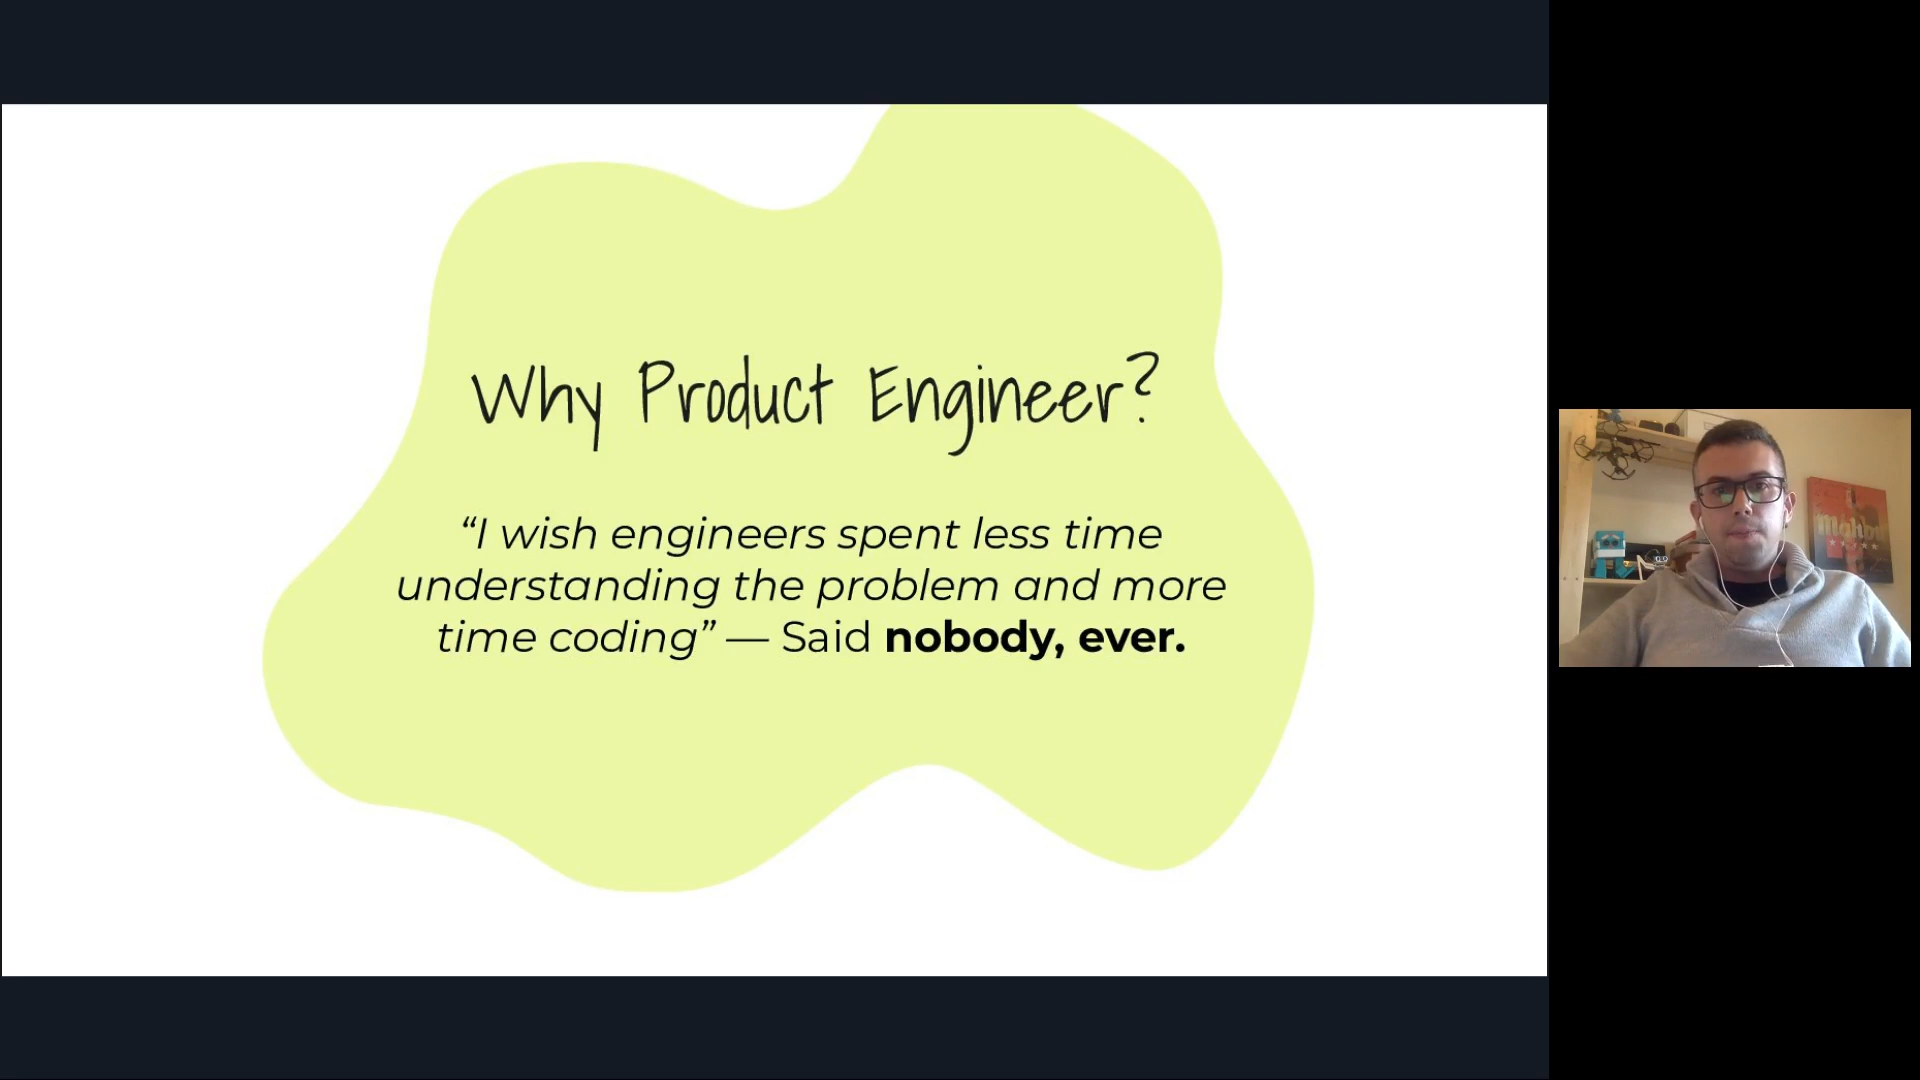 Why Product Engineer?
“I wish engineers spent less time
understanding the problem and more
time coding” — Said nobody, ever.